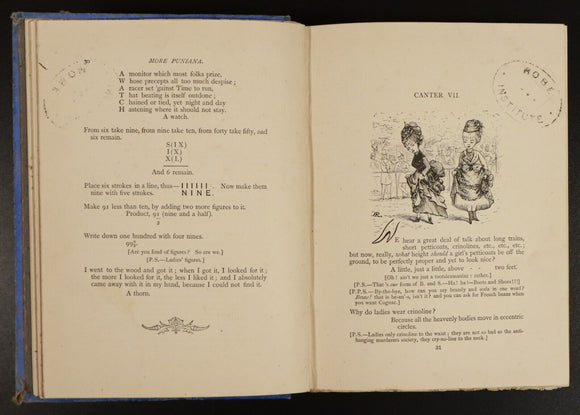 30 MORE PUNIANA.
A monitor which most folks prize,
W hose precepts all too much despise;
A racer set 'gainst Time to run,
T hat beating is itself outdone;
C hained or tied, yet night and day
H astening where it should not stay.
A watch.
From six take nine, from nine take ten, from forty take fifty, and
six remain.
S(IX)
I(X)
X(L)
And 6 remain.
Place six strokes in a line, thus— I I I I I I. Now make them
nine with five strokes. NINE.
Make 91 less than ten, by adding two more figures to it.
Product, 9½ (nine and a half).
Write down one hundred with four nines.
99 9/9.
[Are you fond of figures? So are we.]
[P.S.—Ladies' figures.]
I went to the wood and got it; when I got it, I looked for it;
the more I looked for it, the less I liked it; and I absolutely
came away with it in my hand, because I could not find it.
A thorn.
ROBE
ROBE
INSTITUTE
CANTER VII.
WE hear a great deal of talk about long trains,
short petticoats, crinolines, etc., etc., etc.;
but now, really, what height should a girl's petticoats be off the
ground, to be perfectly proper and yet to look nice?
A little, just a little, above - - two feet.
[Oh! ain't we just a toondemanite: rather!]
[P.S.—That's one form of B. and S.—Ha! ha!—Boots and Shoes!!!]
[P.P.S.—By-the-bye, how can you say brandy and soda in one word?
Beans! that is be-an's, isn't it? and you can ask for French beans when
you want Cognac.]
Why do ladies wear crinoline?
Because all the heavenly bodies move in eccentric
circles.
[P.S.—Ladies only crinoline to the waist; they are not so bad as the anti-
hanging murderers society, they cry-no-line to the neck.]
31